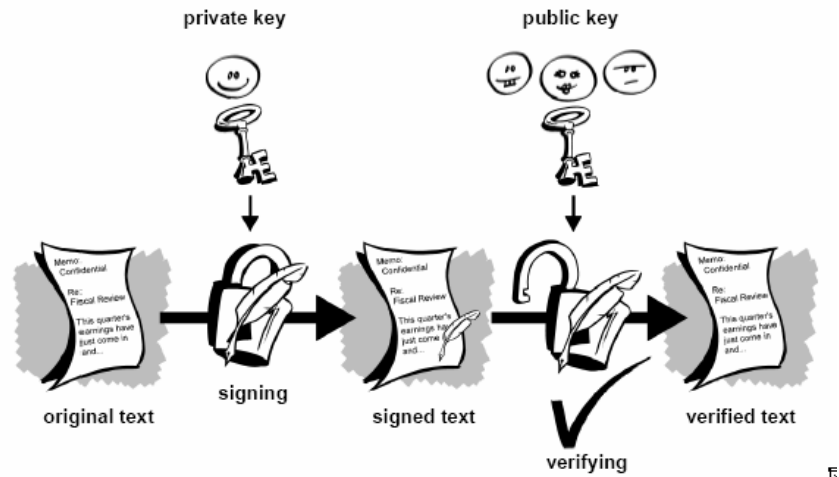 private key
public key
Memo:
Confidential
Re:
Fiscal Review
This quarter's
earnings have
just come in
and...
original text
signing
Memo:
Confidential
Re:
Fiscal Review
This quarter's
earnings
just come
and...
signed text
verifying
Memo:
Confidential
Re:
Fiscal Review
This quarter's
earnings have
just come in
and...
verified text